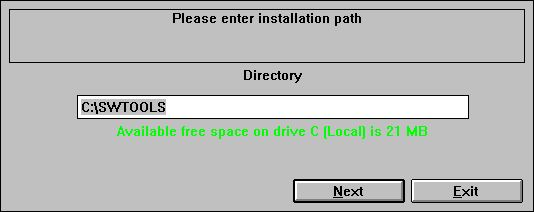 Please enter installation path
Directory
C:\SWTOOLS
Available free space on drive C (Local) is 21 MB
Next
Exit